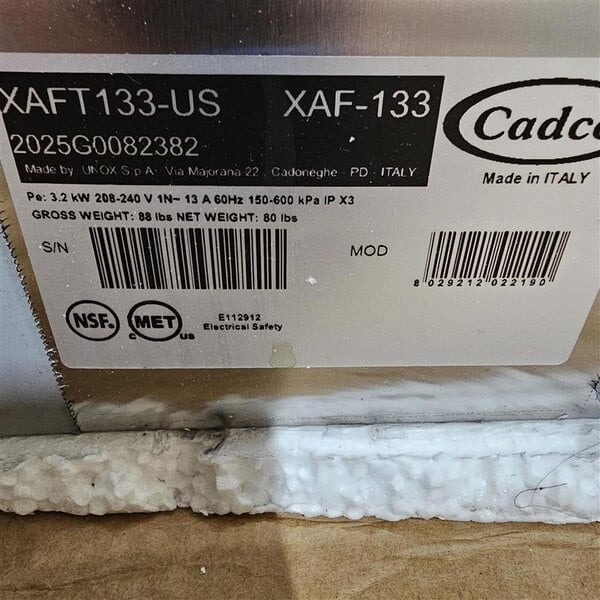 XAFT133-US XAF-133
2025G0082382
Made by UNOX S.p.A. Via Majorana 22 Cadoneghe - PD - ITALY
Cadco
Made in ITALY
Pe: 3.2 kW 208-240 V 1N~ 13 A 60Hz 150-600 kPa IP X3
GROSS WEIGHT: 88 lbs NET WEIGHT: 80 lbs
S/N
MOD
8 029212 022190
NSF®
C MET US
E112912
Electrical Safety